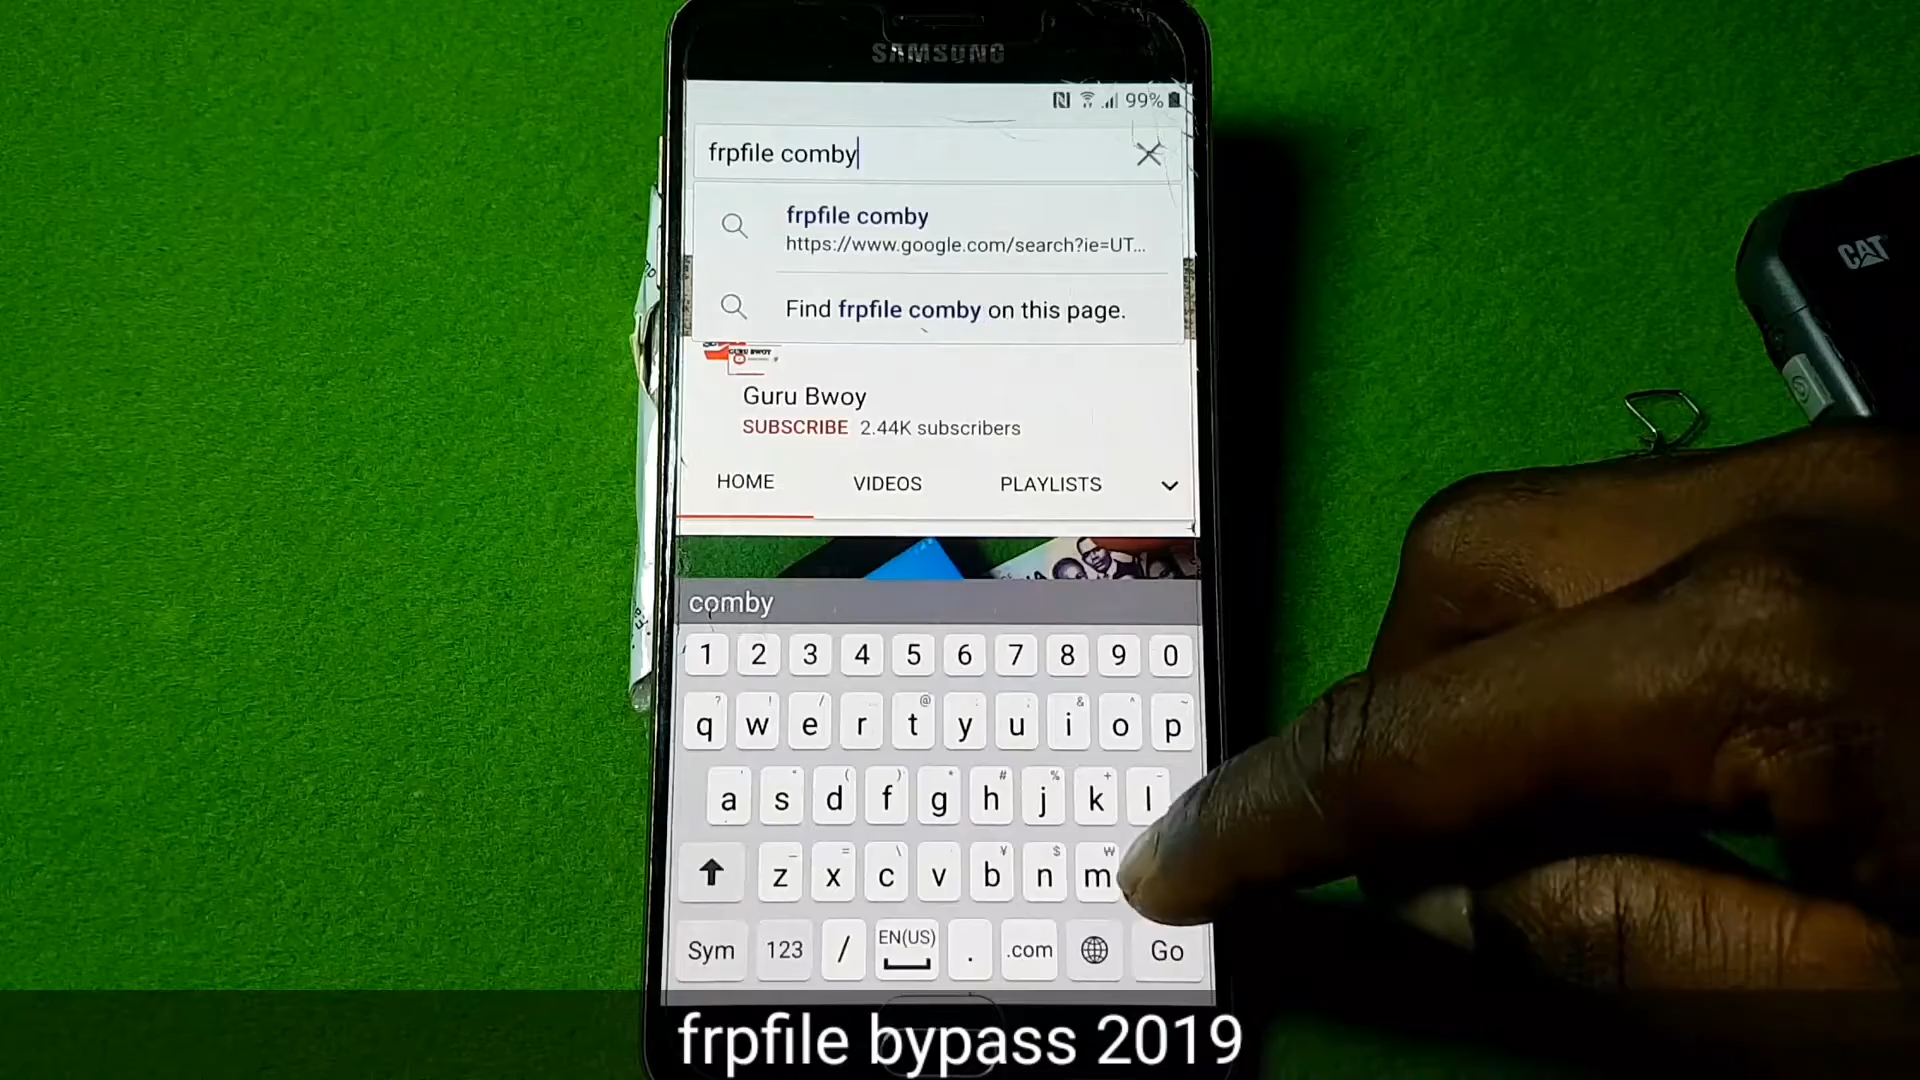 SAMSUNG
99%
frpfile comby
frpfile comby
https://www.google.com/search?ie=UT...
Find frpfile comby on this page.
GURU BWOY
Guru Bwoy
SUBSCRIBE 2.44K subscribers
HOME VIDEOS PLAYLISTS
comby
1 2 3 4 5 6 7 8 9 0
q w e r t y u i o p
a s d f g h j k l
z x c v b n m
Sym 123 / EN(US) . .com Go
CAT
frpfile bypass 2019